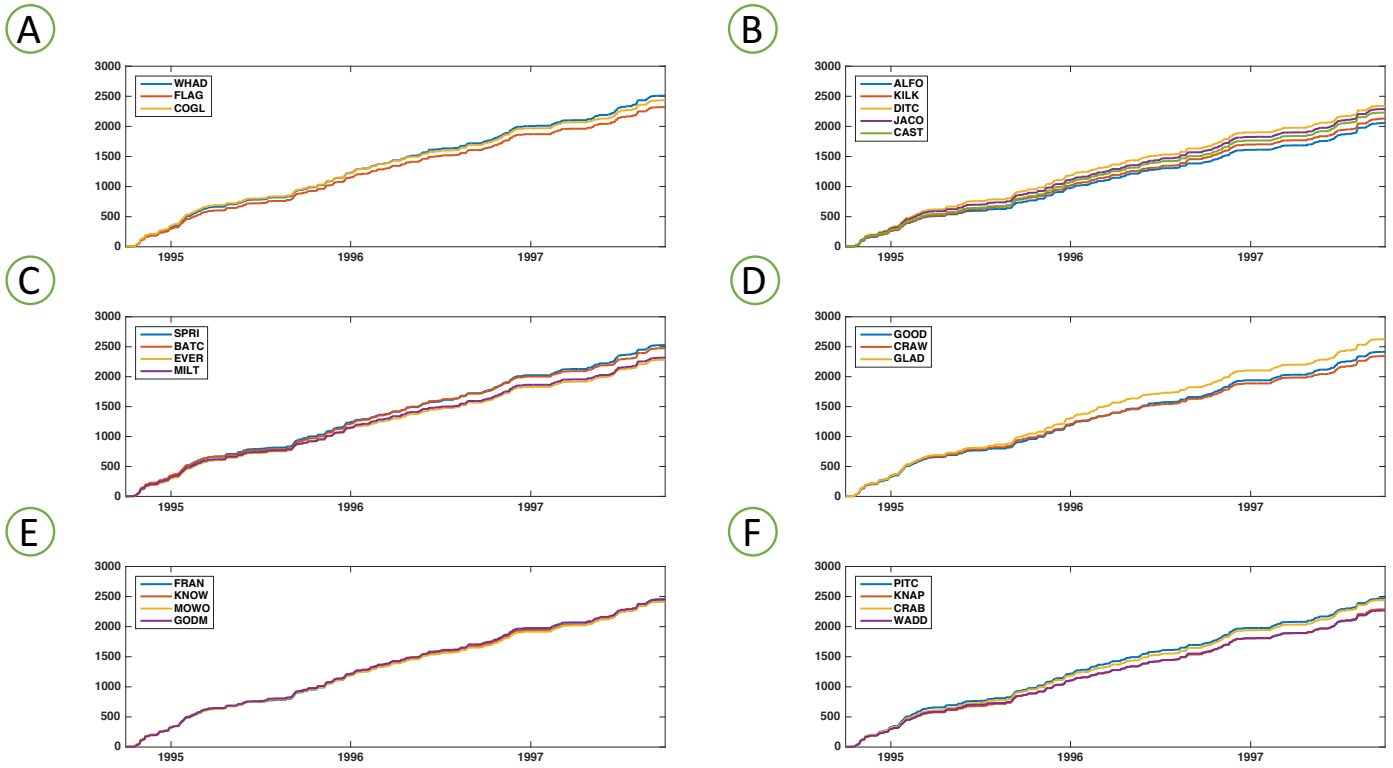 A
3000
2500
2000
1500
1000
500
0
WHAD
FLAG
COGL
1995 1996 1997
B
3000
2500
2000
1500
1000
500
0
ALFO
KILK
DITC
JACO
CAST
1995 1996 1997
C
3000
2500
2000
1500
1000
500
0
SPRI
BATC
EVER
MILT
1995 1996 1997
D
3000
2500
2000
1500
1000
500
0
GOOD
CRAW
GLAD
1995 1996 1997
E
3000
2500
2000
1500
1000
500
0
FRAN
KNOW
MOWO
GODM
1995 1996 1997
F
3000
2500
2000
1500
1000
500
0
PITC
KNAP
CRAB
WADD
1995 1996 1997